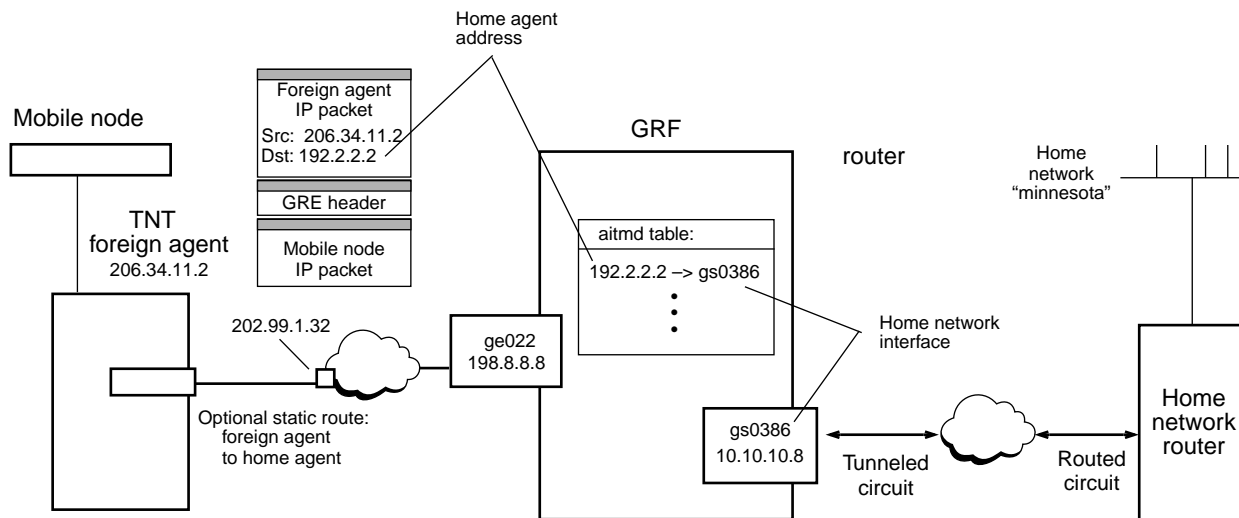 Home agent
address
Foreign agent
IP packet
Src: 206.34.11.2
Dst: 192.2.2.2
GRE header
Mobile node
IP packet
Mobile node
TNT
foreign agent
206.34.11.2
202.99.1.32
Optional static route:
foreign agent
to home agent
ge022
198.8.8.8
GRF
router
aitmd table:
192.2.2.2 –> gs0386
Home network
interface
gs0386
10.10.10.8
Tunneled
circuit
Routed
circuit
Home
network
“minnesota”
Home
network
router